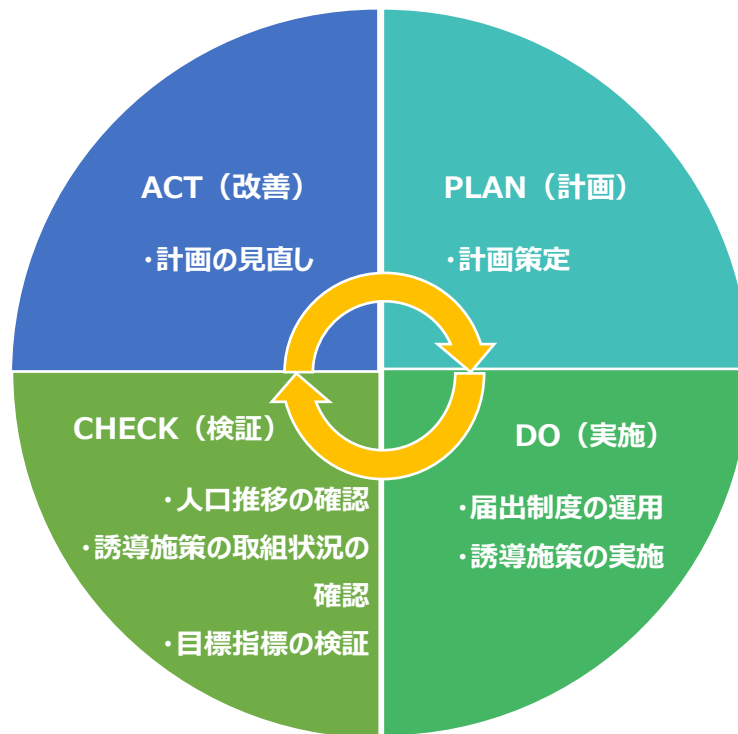 ACT（改善）
・計画の見直し
PLAN（計画）
・計画策定
DO（実施）
・届出制度の運用
・誘導施策の実施
CHECK（検証）
・人口推移の確認
・誘導施策の取組状況の
確認
・目標指標の検証